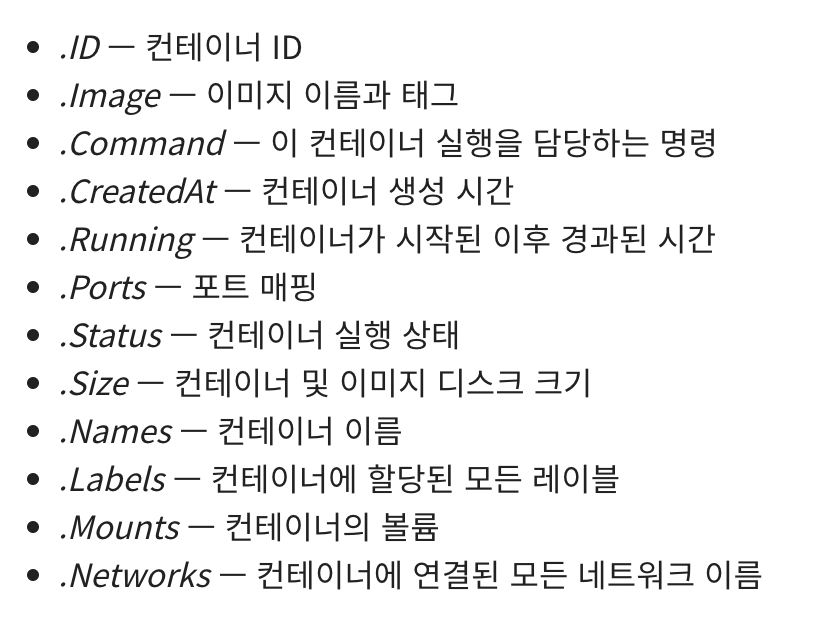 • .ID — 컨테이너 ID
• .Image — 이미지 이름과 태그
• .Command — 이 컨테이너 실행을 담당하는 명령
• .CreatedAt — 컨테이너 생성 시간
• .Running — 컨테이너가 시작된 이후 경과된 시간
• .Ports — 포트 매핑
• .Status — 컨테이너 실행 상태
• .Size — 컨테이너 및 이미지 디스크 크기
• .Names — 컨테이너 이름
• .Labels — 컨테이너에 할당된 모든 레이블
• .Mounts — 컨테이너의 볼륨
• .Networks — 컨테이너에 연결된 모든 네트워크 이름